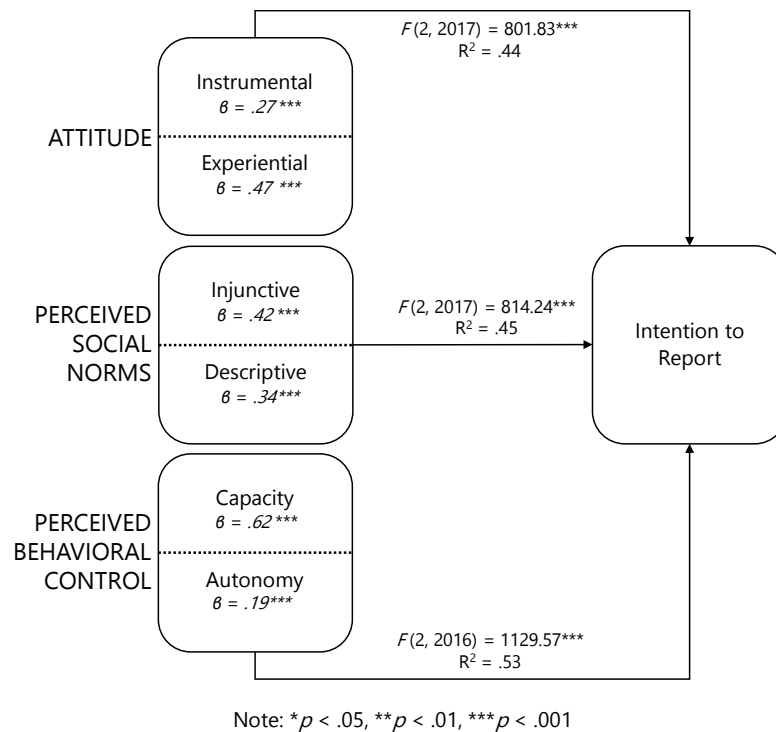 F(2, 2017) = 801.83***
R² = .44
ATTITUDE
Instrumental
β = .27***
Experiential
β = .47 ***
PERCEIVED
SOCIAL
NORMS
Injunctive
β = .42***
Descriptive
β = .34***
F(2, 2017) = 814.24***
R² = .45
Intention to
Report
PERCEIVED
BEHAVIORAL
CONTROL
Capacity
β = .62***
Autonomy
β = .19***
F(2, 2016) = 1129.57***
R² = .53
Note: *p < .05, **p < .01, ***p < .001